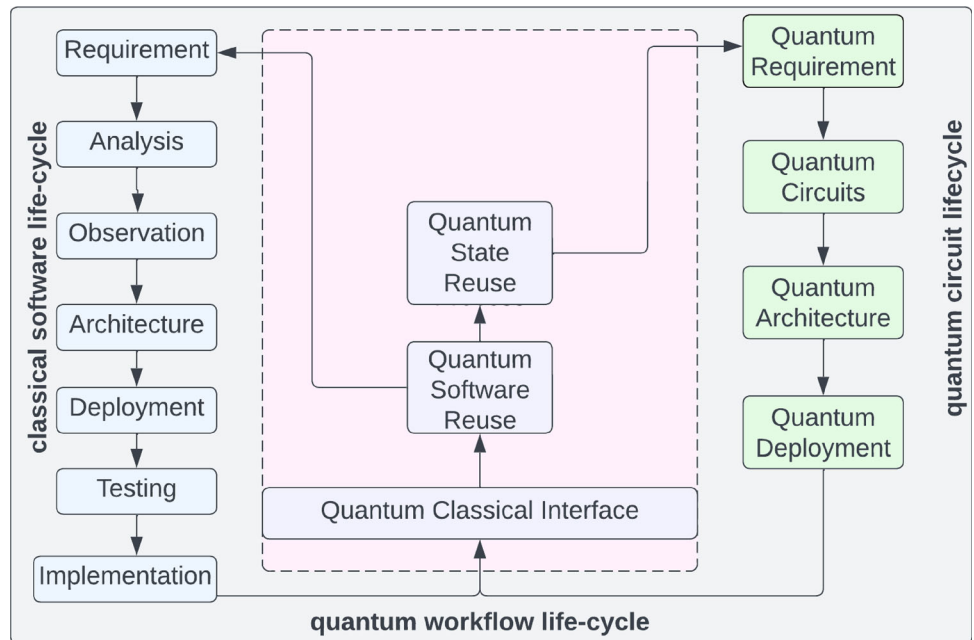 classical software life-cycle
Requirement
Analysis
Observation
Architecture
Deployment
Testing
Implementation
Quantum
State
Reuse
Quantum
Software
Reuse
Quantum Classical Interface
Quantum
Requirement
Quantum
Circuits
Quantum
Architecture
Quantum
Deployment
quantum circuit lifecycle
quantum workflow life-cycle